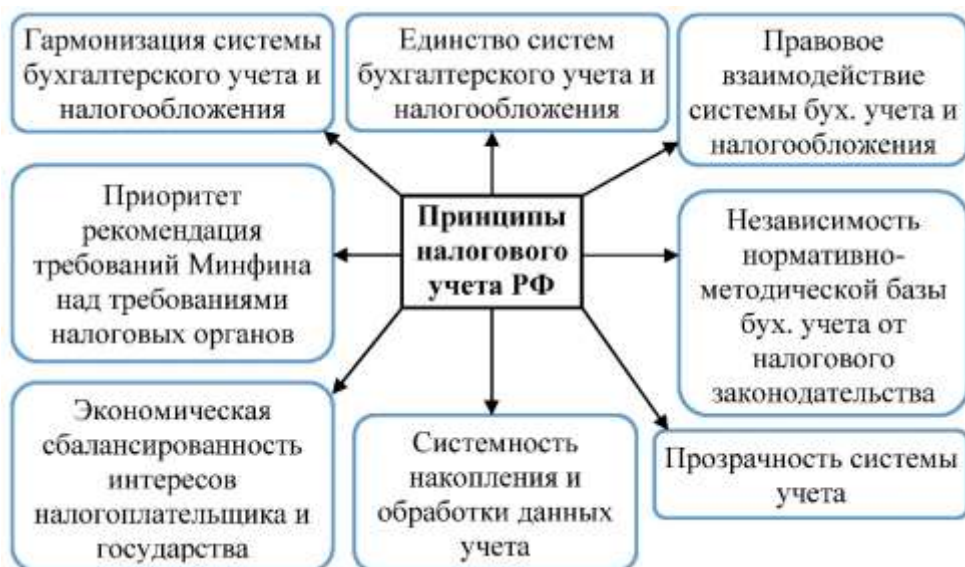 Гармонизация системы
бухгалтерского учета и
налогообложения
Единство систем
бухгалтерского учета и
налогообложения
Правовое
взаимодействие
системы бух. учета и
налогообложения
Приоритет
рекомендация
требований Минфина
над требованиями
налоговых органов
Принципы
налогового
учета РФ
Независимость
нормативно-
методической базы
бух. учета от
налогового
законодательства
Экономическая
сбалансированность
интересов
налогоплательщика и
государства
Системность
накопления и
обработки данных
учета
Прозрачность системы
учета